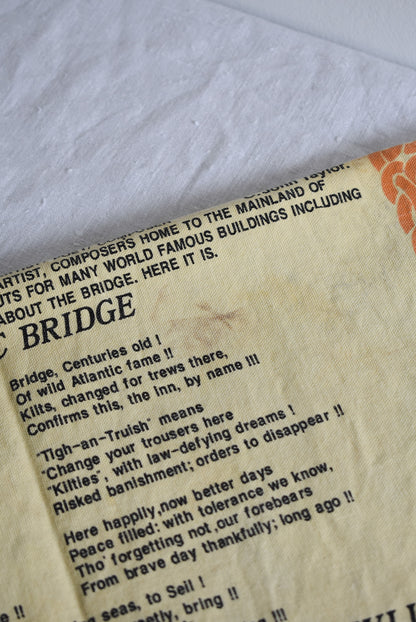 John Taylor.
ARTIST, COMPOSERS HOME TO THE MAINLAND OF
UTS FOR MANY WORLD FAMOUS BUILDINGS INCLUDING
ABOUT THE BRIDGE. HERE IT IS.
C BRIDGE
Bridge, Centuries old !
Of wild Atlantic fame !!
Kilts, changed for trews there,
Confirms this, the Inn, by name !!!
"Tigh-an-Truish" means
"Change your trousers here
"Kilties", with law-defying dreams !
Risked banishment; orders to disappear !!
Here happily,now better days
Peace filled: with tolerance we know,
Tho' forgetting not ,our forebears
From brave day thankfully; long ago !!
seas, to Seil !
bring !!
e !!
!!!